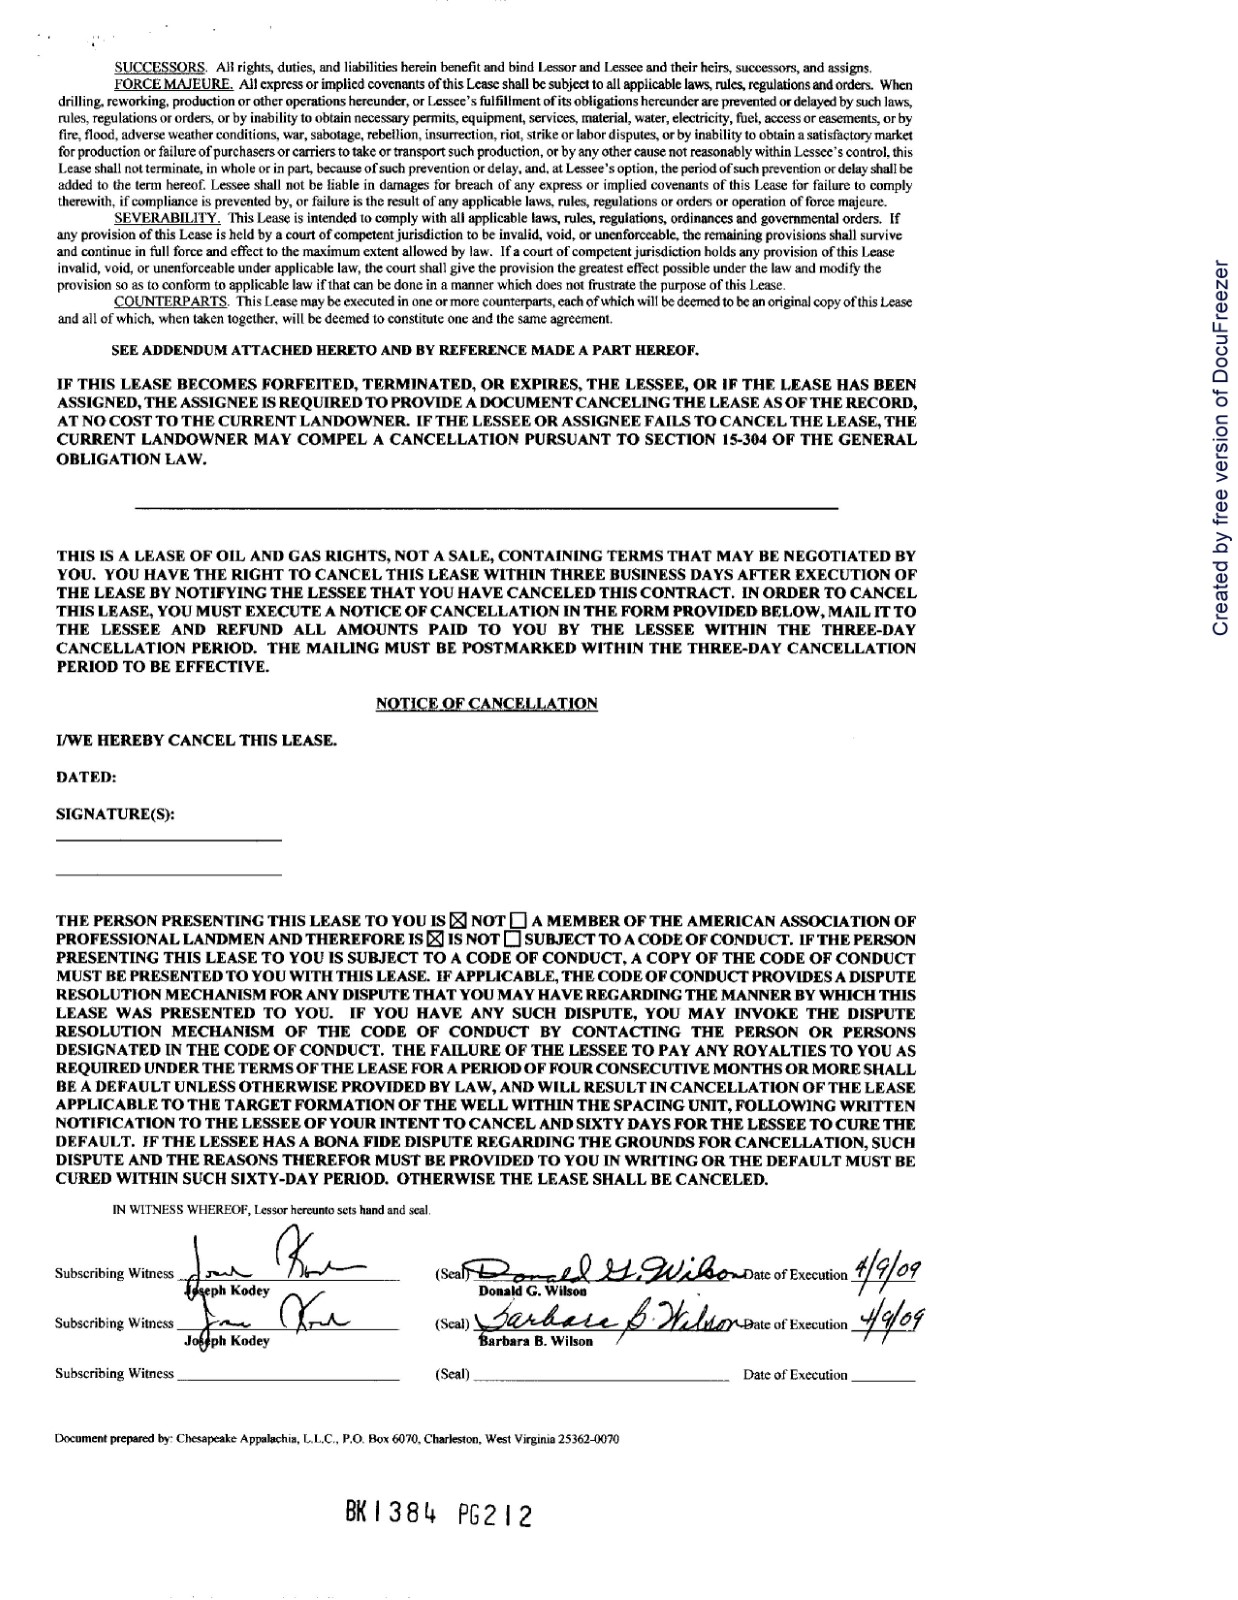 SUCCESSORS. All rights, duties, and liabilities herein benefit and bind Lessor and Lessee and their heirs, successors, and assigns.
FORCE MAJEURE. All express or implied covenants of this Lease shall be subject to all applicable laws, rules, regulations and orders. When
drilling, reworking, production or other operations hereunder, or Lessee's fulfillment of its obligations hereunder are prevented or delayed by such laws,
rules, regulations or orders, or by inability to obtain necessary permits, equipment, services, material, water, electricity, fuel, access or easements, or by
fire, flood, adverse weather conditions, war, sabotage, rebellion, insurrection, riot, strike or labor disputes, or by inability to obtain a satisfactory market
for production or failure of purchasers or carriers to take or transport such production, or by any other cause not reasonably within Lessee's control, this
Lease shall not terminate, in whole or in part, because of such prevention or delay, and, at Lessee's option, the period of such prevention or delay shall be
added to the term hereof. Lessee shall not be liable in damages for breach of any express or implied covenants of this Lease for failure to comply
therewith, if compliance is prevented by, or failure is the result of any applicable laws, rules, regulations or orders or operation of force majeure.
SEVERABILITY. This Lease is intended to comply with all applicable laws, rules, regulations, ordinances and governmental orders. If
any provision of this Lease is held by a court of competent jurisdiction to be invalid, void, or unenforceable, the remaining provisions shall survive
and continue in full force and effect to the maximum extent allowed by law. If a court of competent jurisdiction holds any provision of this Lease
invalid, void, or unenforceable under applicable law, the court shall give the provision the greatest effect possible under the law and modify the
provision so as to conform to applicable law if that can be done in a manner which does not frustrate the purpose of this Lease.
COUNTERPARTS. This Lease may be executed in one or more counterparts, each of which will be deemed to be an original copy of this Lease
and all of which, when taken together, will be deemed to constitute one and the same agreement.
SEE ADDENDUM ATTACHED HERETO AND BY REFERENCE MADE A PART HEREOF.
IF THIS LEASE BECOMES FORFEITED, TERMINATED, OR EXPIRES, THE LESSEE, OR IF THE LEASE HAS BEEN
ASSIGNED, THE ASSIGNEE IS REQUIRED TO PROVIDE A DOCUMENT CANCELING THE LEASE AS OF THE RECORD,
AT NO COST TO THE CURRENT LANDOWNER. IF THE LESSEE OR ASSIGNEE FAILS TO CANCEL THE LEASE, THE
CURRENT LANDOWNER MAY COMPEL A CANCELLATION PURSUANT TO SECTION 15-304 OF THE GENERAL
OBLIGATION LAW.
THIS IS A LEASE OF OIL AND GAS RIGHTS, NOT A SALE, CONTAINING TERMS THAT MAY BE NEGOTIATED BY
YOU. YOU HAVE THE RIGHT TO CANCEL THIS LEASE WITHIN THREE BUSINESS DAYS AFTER EXECUTION OF
THE LEASE BY NOTIFYING THE LESSEE THAT YOU HAVE CANCELED THIS CONTRACT. IN ORDER TO CANCEL
THIS LEASE, YOU MUST EXECUTE A NOTICE OF CANCELLATION IN THE FORM PROVIDED BELOW, MAIL IT TO
THE LESSEE AND REFUND ALL AMOUNTS PAID TO YOU BY THE LESSEE WITHIN THE THREE-DAY
CANCELLATION PERIOD. THE MAILING MUST BE POSTMARKED WITHIN THE THREE-DAY CANCELLATION
PERIOD TO BE EFFECTIVE.
NOTICE OF CANCELLATION
I/WE HEREBY CANCEL THIS LEASE.
DATED:
SIGNATURE(S):
THE PERSON PRESENTING THIS LEASE TO YOU IS ☒ NOT ☐ A MEMBER OF THE AMERICAN ASSOCIATION OF
PROFESSIONAL LANDMEN AND THEREFORE IS ☒ IS NOT ☐ SUBJECT TO A CODE OF CONDUCT. IF THE PERSON
PRESENTING THIS LEASE TO YOU IS SUBJECT TO A CODE OF CONDUCT, A COPY OF THE CODE OF CONDUCT
MUST BE PRESENTED TO YOU WITH THIS LEASE. IF APPLICABLE, THE CODE OF CONDUCT PROVIDES A DISPUTE
RESOLUTION MECHANISM FOR ANY DISPUTE THAT YOU MAY HAVE REGARDING THE MANNER BY WHICH THIS
LEASE WAS PRESENTED TO YOU. IF YOU HAVE ANY SUCH DISPUTE, YOU MAY INVOKE THE DISPUTE
RESOLUTION MECHANISM OF THE CODE OF CONDUCT BY CONTACTING THE PERSON OR PERSONS
DESIGNATED IN THE CODE OF CONDUCT. THE FAILURE OF THE LESSEE TO PAY ANY ROYALTIES TO YOU AS
REQUIRED UNDER THE TERMS OF THE LEASE FOR A PERIOD OF FOUR CONSECUTIVE MONTHS OR MORE SHALL
BE A DEFAULT UNLESS OTHERWISE PROVIDED BY LAW, AND WILL RESULT IN CANCELLATION OF THE LEASE
APPLICABLE TO THE TARGET FORMATION OF THE WELL WITHIN THE SPACING UNIT, FOLLOWING WRITTEN
NOTIFICATION TO THE LESSEE OF YOUR INTENT TO CANCEL AND SIXTY DAYS FOR THE LESSEE TO CURE THE
DEFAULT. IF THE LESSEE HAS A BONA FIDE DISPUTE REGARDING THE GROUNDS FOR CANCELLATION, SUCH
DISPUTE AND THE REASONS THEREFOR MUST BE PROVIDED TO YOU IN WRITING OR THE DEFAULT MUST BE
CURED WITHIN SUCH SIXTY-DAY PERIOD. OTHERWISE THE LEASE SHALL BE CANCELED.
IN WITNESS WHEREOF, Lessor hereunto sets hand and seal.
Subscribing Witness (Seal) Donald G. Wilson Date of Execution 4/9/09
Joseph Kodey Donald G. Wilson
Subscribing Witness (Seal) Barbara B. Wilson Date of Execution 4/9/09
Joseph Kodey Barbara B. Wilson
Subscribing Witness (Seal) Date of Execution
Document prepared by: Chesapeake Appalachia, L.L.C., P.O. Box 6070, Charleston, West Virginia 25362-0070
BK1384 PG212
Created by free version of DocuFreezer